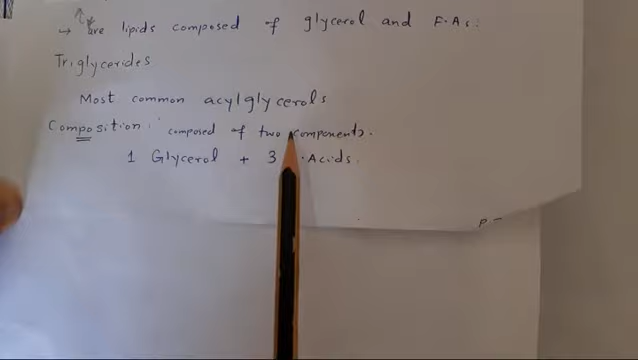 → are lipids composed of glycerol and F.As:
Triglycerides
Most common acylglycerols
Composition: composed of two components.
1 Glycerol + 3 .Acids.
P-